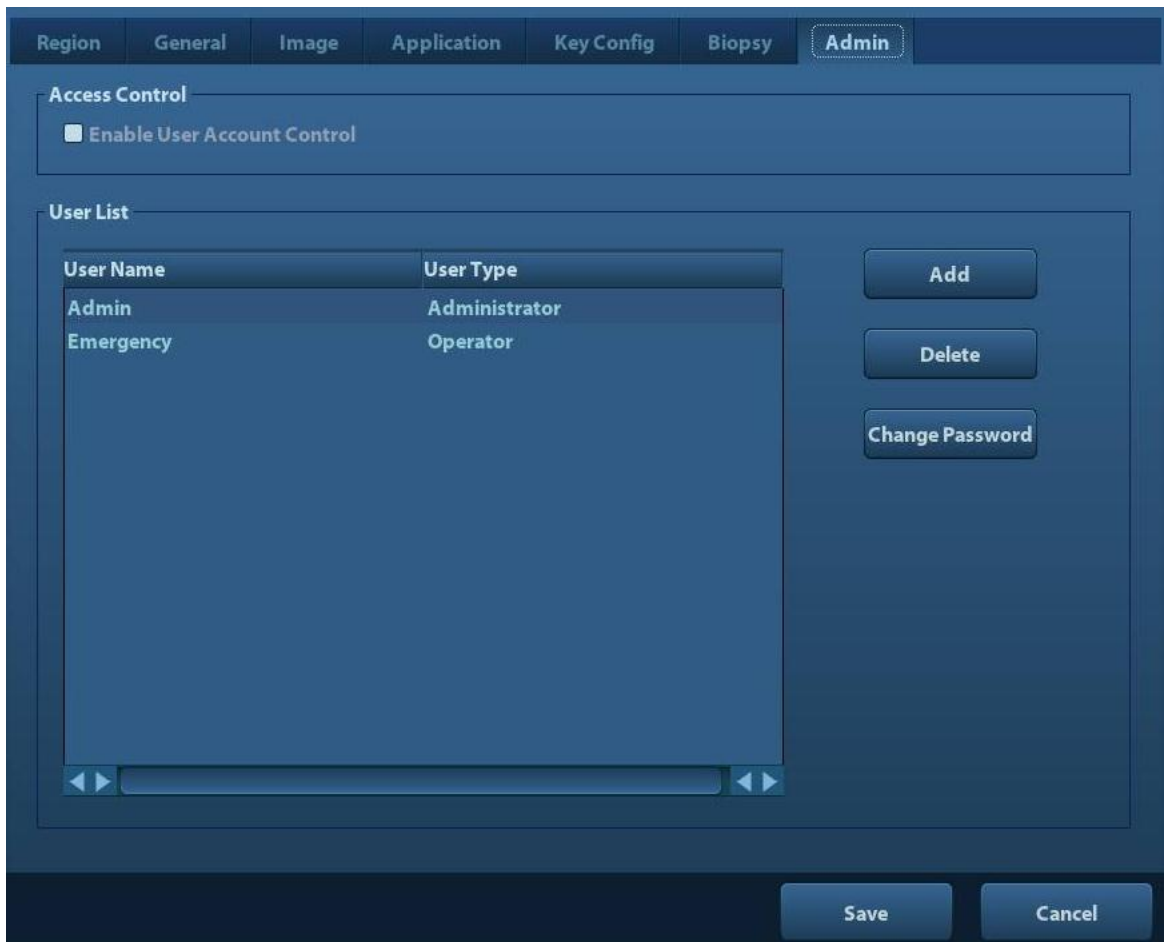 Region General Image Application Key Config Biopsy Admin
Access Control
Enable User Account Control
User List
User Name User Type
Admin Administrator
Emergency Operator
Add
Delete
Change Password
Save Cancel